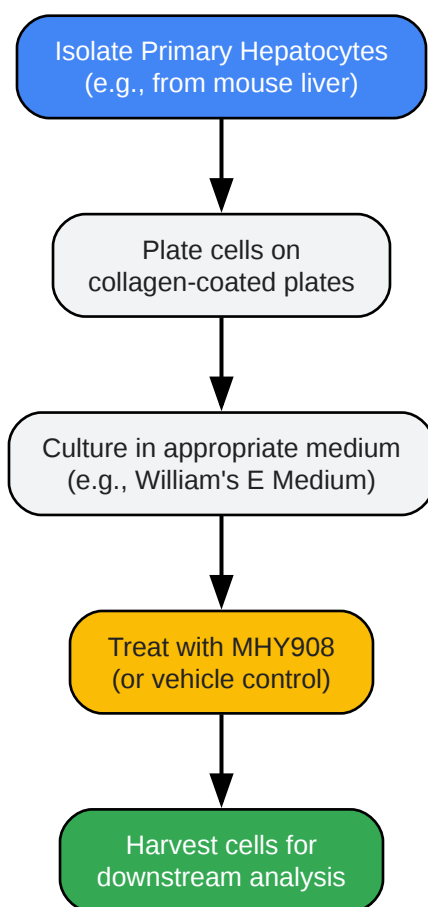 Isolate Primary Hepatocytes
(e.g., from mouse liver)
Plate cells on
collagen-coated plates
Culture in appropriate medium
(e.g., William's E Medium)
Treat with MHY908
(or vehicle control)
Harvest cells for
downstream analysis